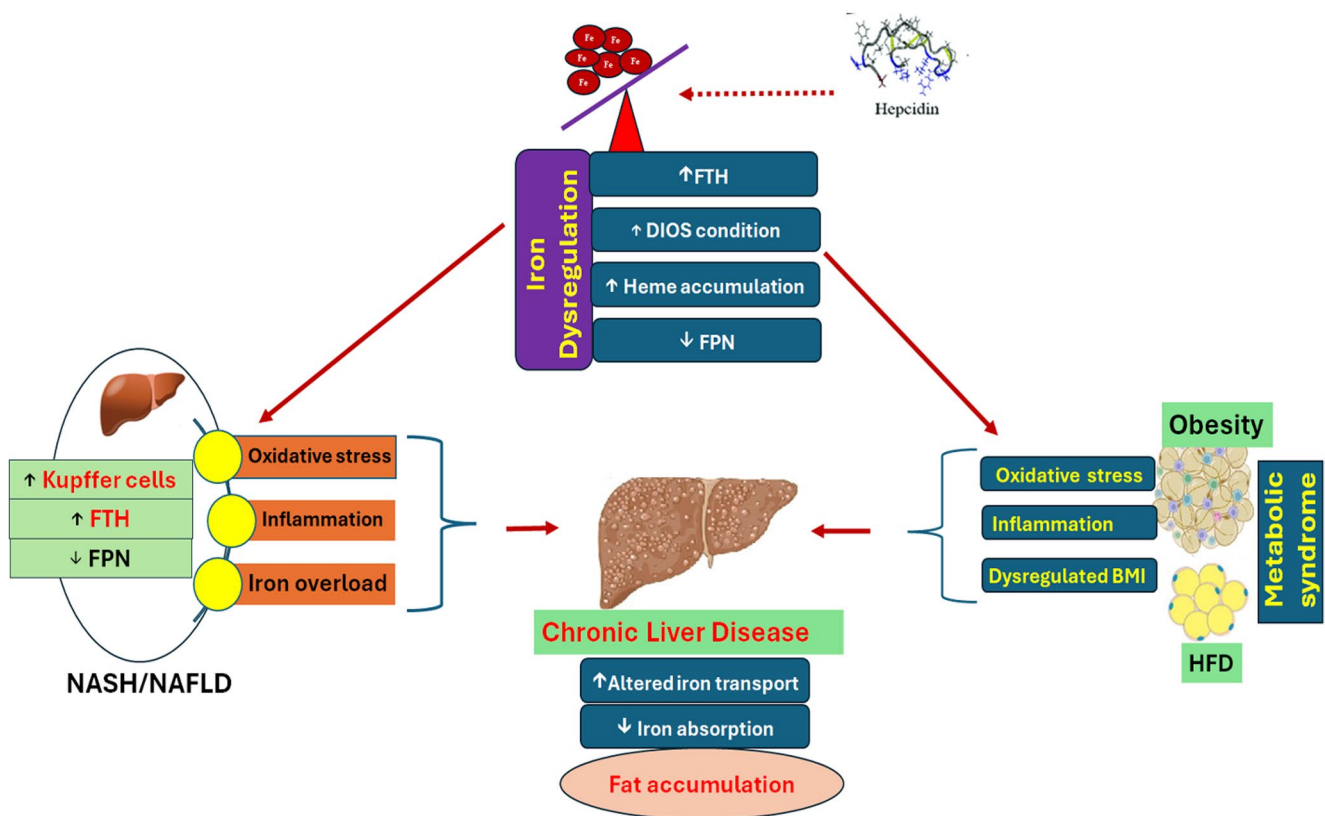 Fe
Fe
Fe
Fe
Fe
Fe
Hepcidin
Iron
Dysregulation
↑FTH
↑ DIOS condition
↑ Heme accumulation
↓ FPN
↑ Kupffer cells
↑ FTH
↓ FPN
Oxidative stress
Inflammation
Iron overload
NASH/NAFLD
Chronic Liver Disease
↑Altered iron transport
↓ Iron absorption
Fat accumulation
Obesity
Oxidative stress
Inflammation
Dysregulated BMI
HFD
Metabolic
syndrome